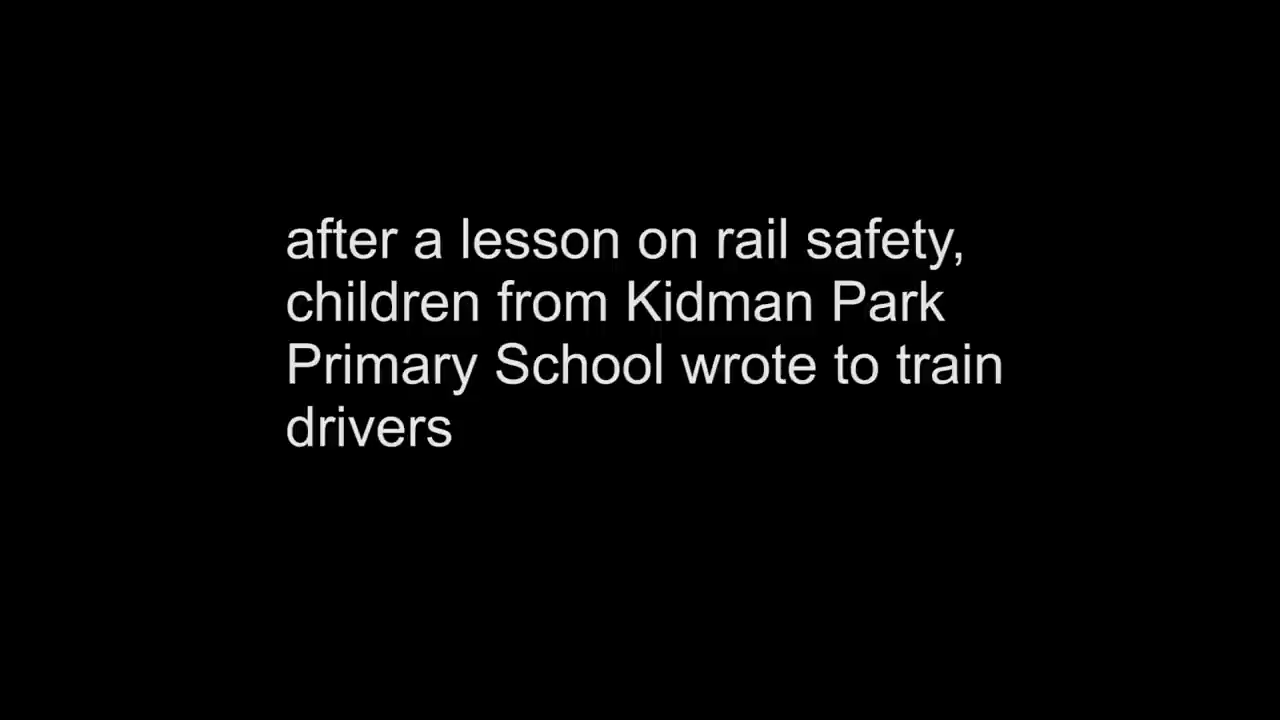 after a lesson on rail safety,
children from Kidman Park
Primary School wrote to train
drivers